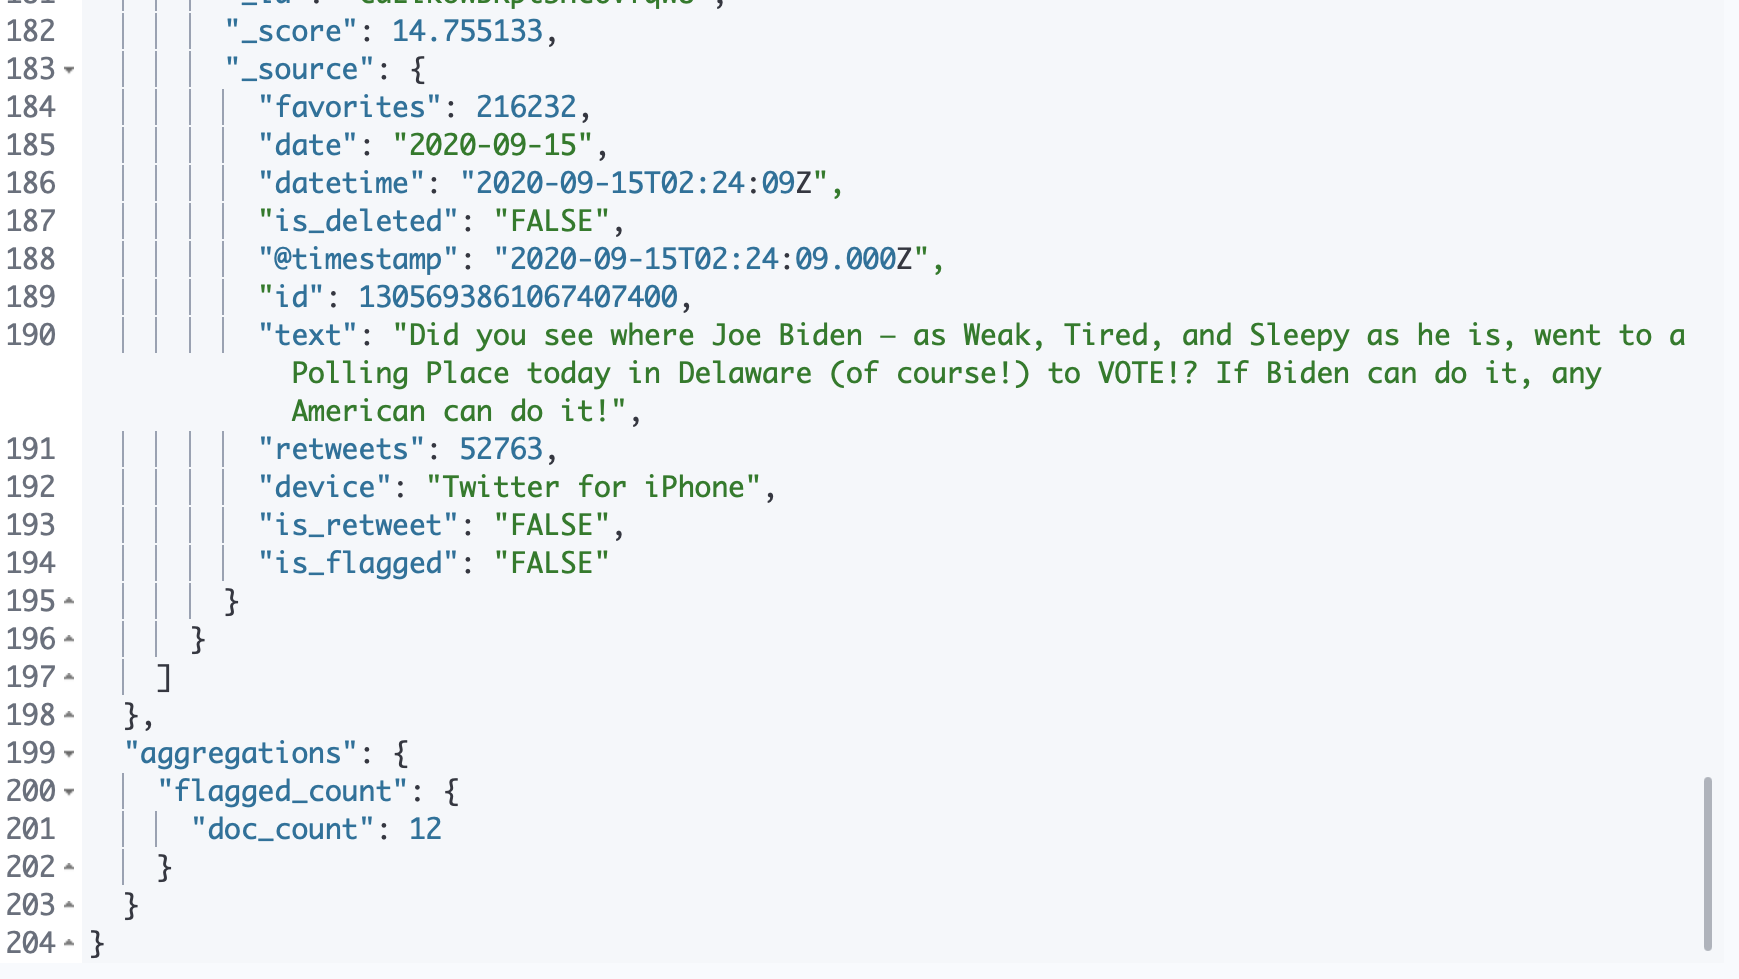 182 "_score": 14.755133,
183 "_source": {
184 "favorites": 216232,
185 "date": "2020-09-15",
186 "datetime": "2020-09-15T02:24:09Z",
187 "is_deleted": "FALSE",
188 "@timestamp": "2020-09-15T02:24:09.000Z",
189 "id": 1305693861067407400,
190 "text": "Did you see where Joe Biden – as Weak, Tired, and Sleepy as he is, went to a
Polling Place today in Delaware (of course!) to VOTE!? If Biden can do it, any
American can do it!",
191 "retweets": 52763,
192 "device": "Twitter for iPhone",
193 "is_retweet": "FALSE",
194 "is_flagged": "FALSE"
195 }
196 }
197 ]
198 },
199 "aggregations": {
200 "flagged_count": {
201 "doc_count": 12
202 }
203 }
204 }